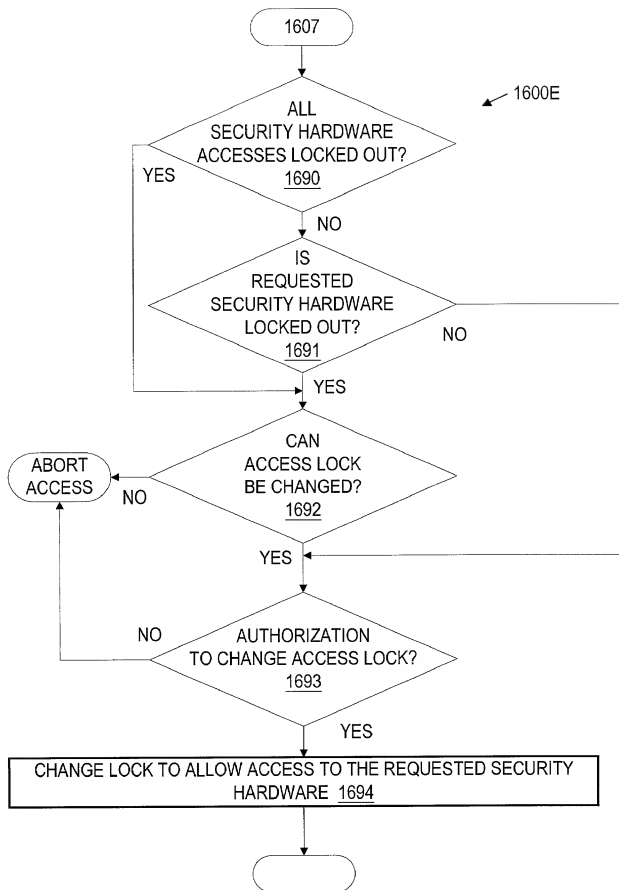 1607
1600E
ALL
SECURITY HARDWARE
ACCESSES LOCKED OUT?
1690
YES
NO
IS
REQUESTED
SECURITY HARDWARE
LOCKED OUT?
1691
NO
YES
CAN
ACCESS LOCK
BE CHANGED?
1692
ABORT
ACCESS
NO
YES
AUTHORIZATION
TO CHANGE ACCESS LOCK?
1693
NO
YES
CHANGE LOCK TO ALLOW ACCESS TO THE REQUESTED SECURITY
HARDWARE 1694